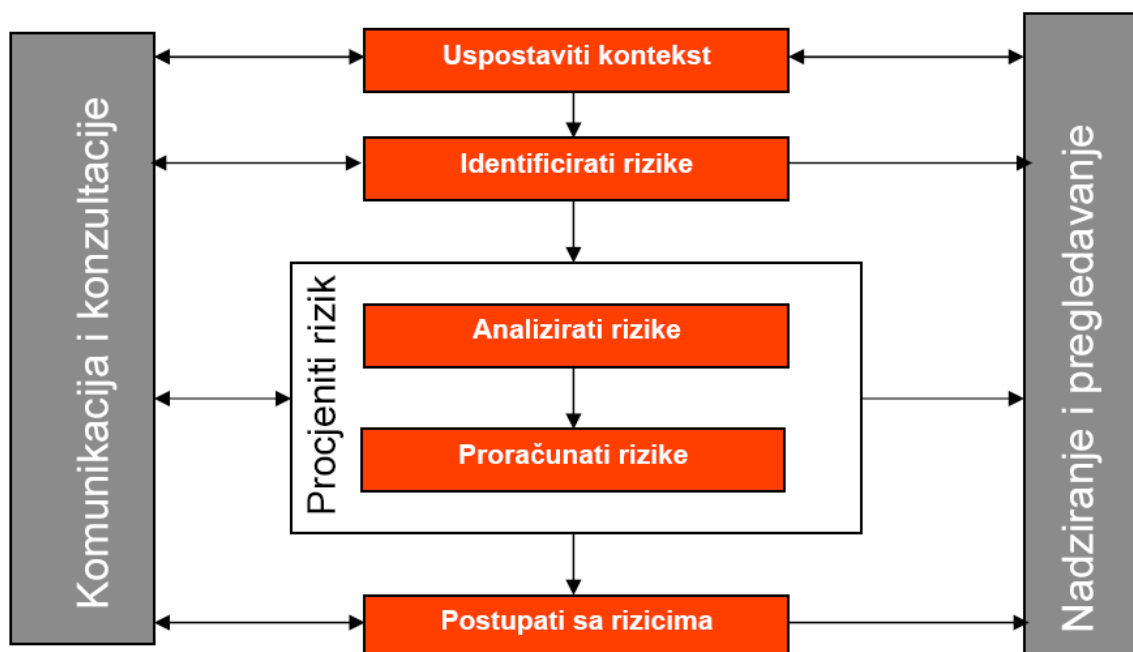 Komunikacija i konzultacije
Uspostaviti kontekst
Identificirati rizike
Procjeniti rizik
Analizirati rizike
Proračunati rizike
Postupati sa rizicima
Nadziranje i pregledavanje